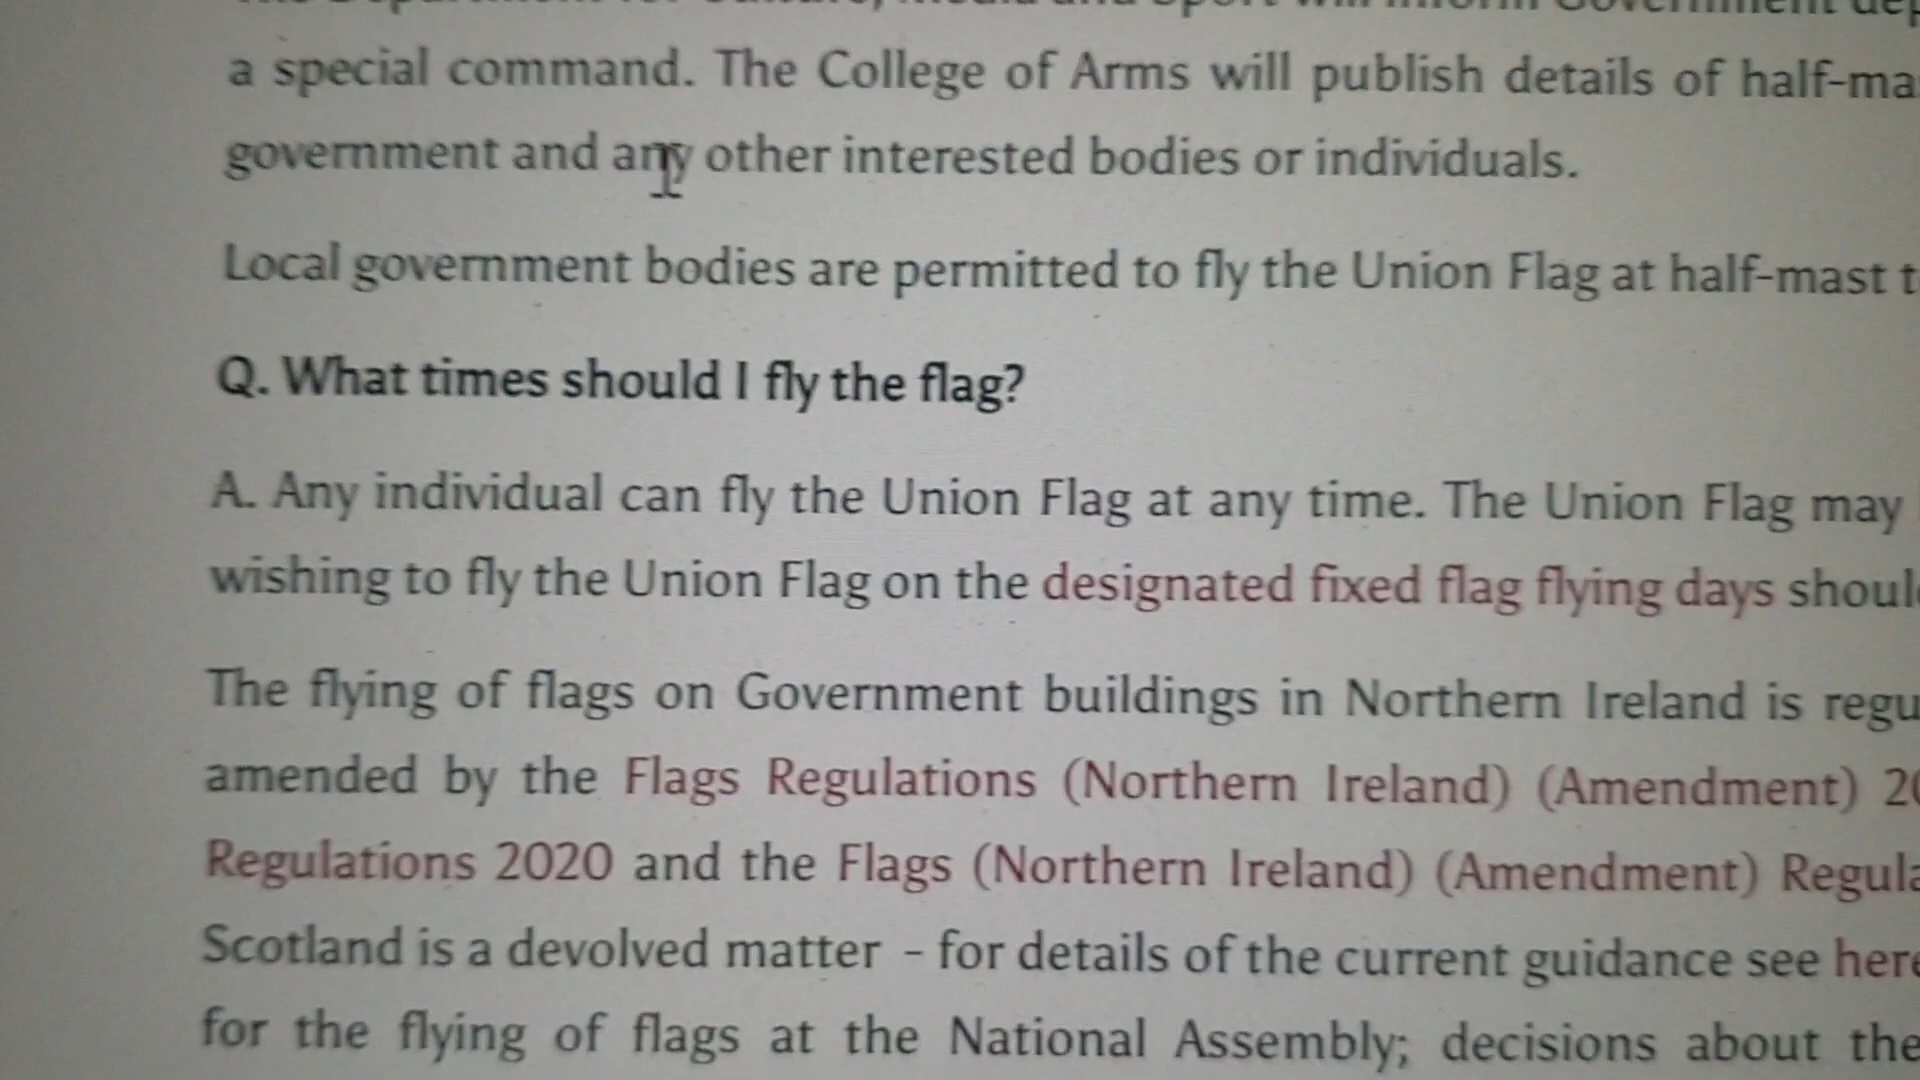 a special command. The College of Arms will publish details of half-ma
government and any other interested bodies or individuals.
Local government bodies are permitted to fly the Union Flag at half-mast t
Q. What times should I fly the flag?
A. Any individual can fly the Union Flag at any time. The Union Flag may
wishing to fly the Union Flag on the designated fixed flag flying days shoul
The flying of flags on Government buildings in Northern Ireland is regu
amended by the Flags Regulations (Northern Ireland) (Amendment) 20
Regulations 2020 and the Flags (Northern Ireland) (Amendment) Regula
Scotland is a devolved matter - for details of the current guidance see here
for the flying of flags at the National Assembly; decisions about the